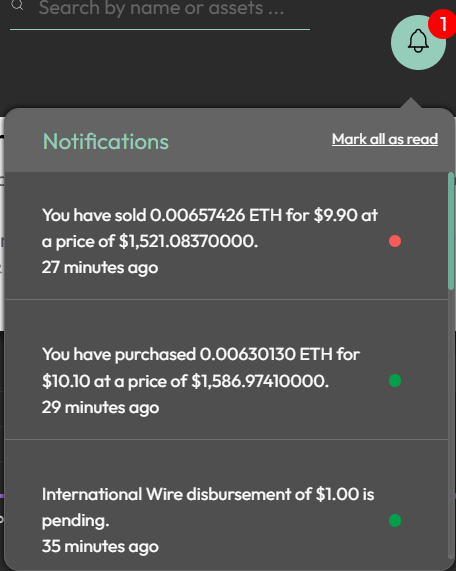 Search by name or assets ...
1
Notifications
Mark all as read
You have sold 0.00657426 ETH for $9.90 at
a price of $1,521.08370000.
27 minutes ago
You have purchased 0.00630130 ETH for
$10.10 at a price of $1,586.97410000.
29 minutes ago
International Wire disbursement of $1.00 is
pending.
35 minutes ago